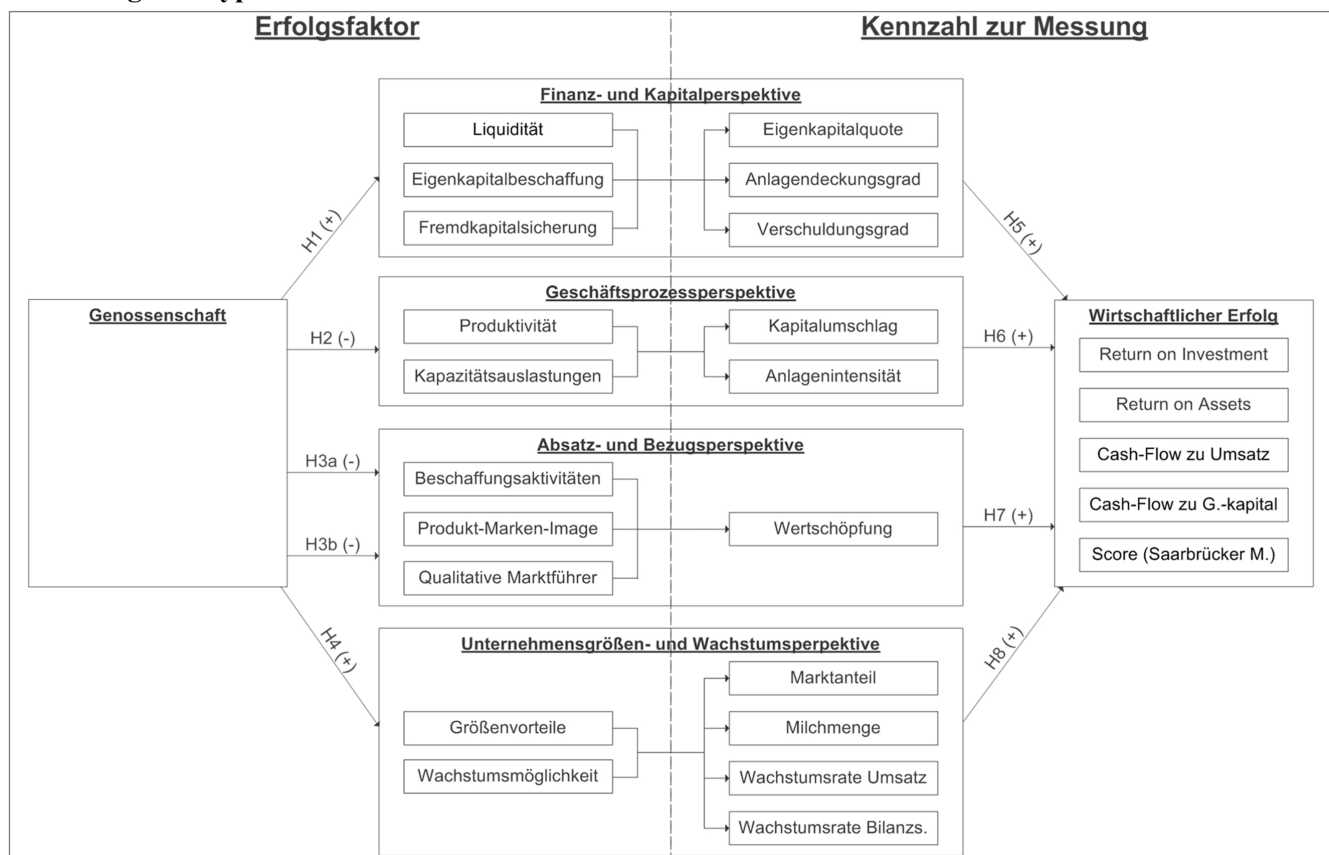 Erfolgsfaktor
Kennzahl zur Messung
Finanz- und Kapitalperspektive
Liquidität
Eigenkapitalquote
Eigenkapitalbeschaffung
Anlagendeckungsgrad
Fremdkapitalsicherung
Verschuldungsgrad
H1 (+)
H5 (+)
Geschäftsprozessperspektive
Genossenschaft
Wirtschaftlicher Erfolg
Produktivität
Kapitalumschlag
H2 (-)
H6 (+)
Return on Investment
Kapazitätsauslastungen
Anlagenintensität
Return on Assets
Absatz- und Bezugsperspektive
Cash-Flow zu Umsatz
H3a (-)
Beschaffungsaktivitäten
Cash-Flow zu G.-kapital
Produkt-Marken-Image
Wertschöpfung
H7 (+)
H3b (-)
Score (Saarbrücker M.)
Qualitative Marktführer
H4 (+)
H8 (+)
Unternehmensgrößen- und Wachstumsperpektive
Marktanteil
Größenvorteile
Milchmenge
Wachstumsmöglichkeit
Wachstumsrate Umsatz
Wachstumsrate Bilanzs.